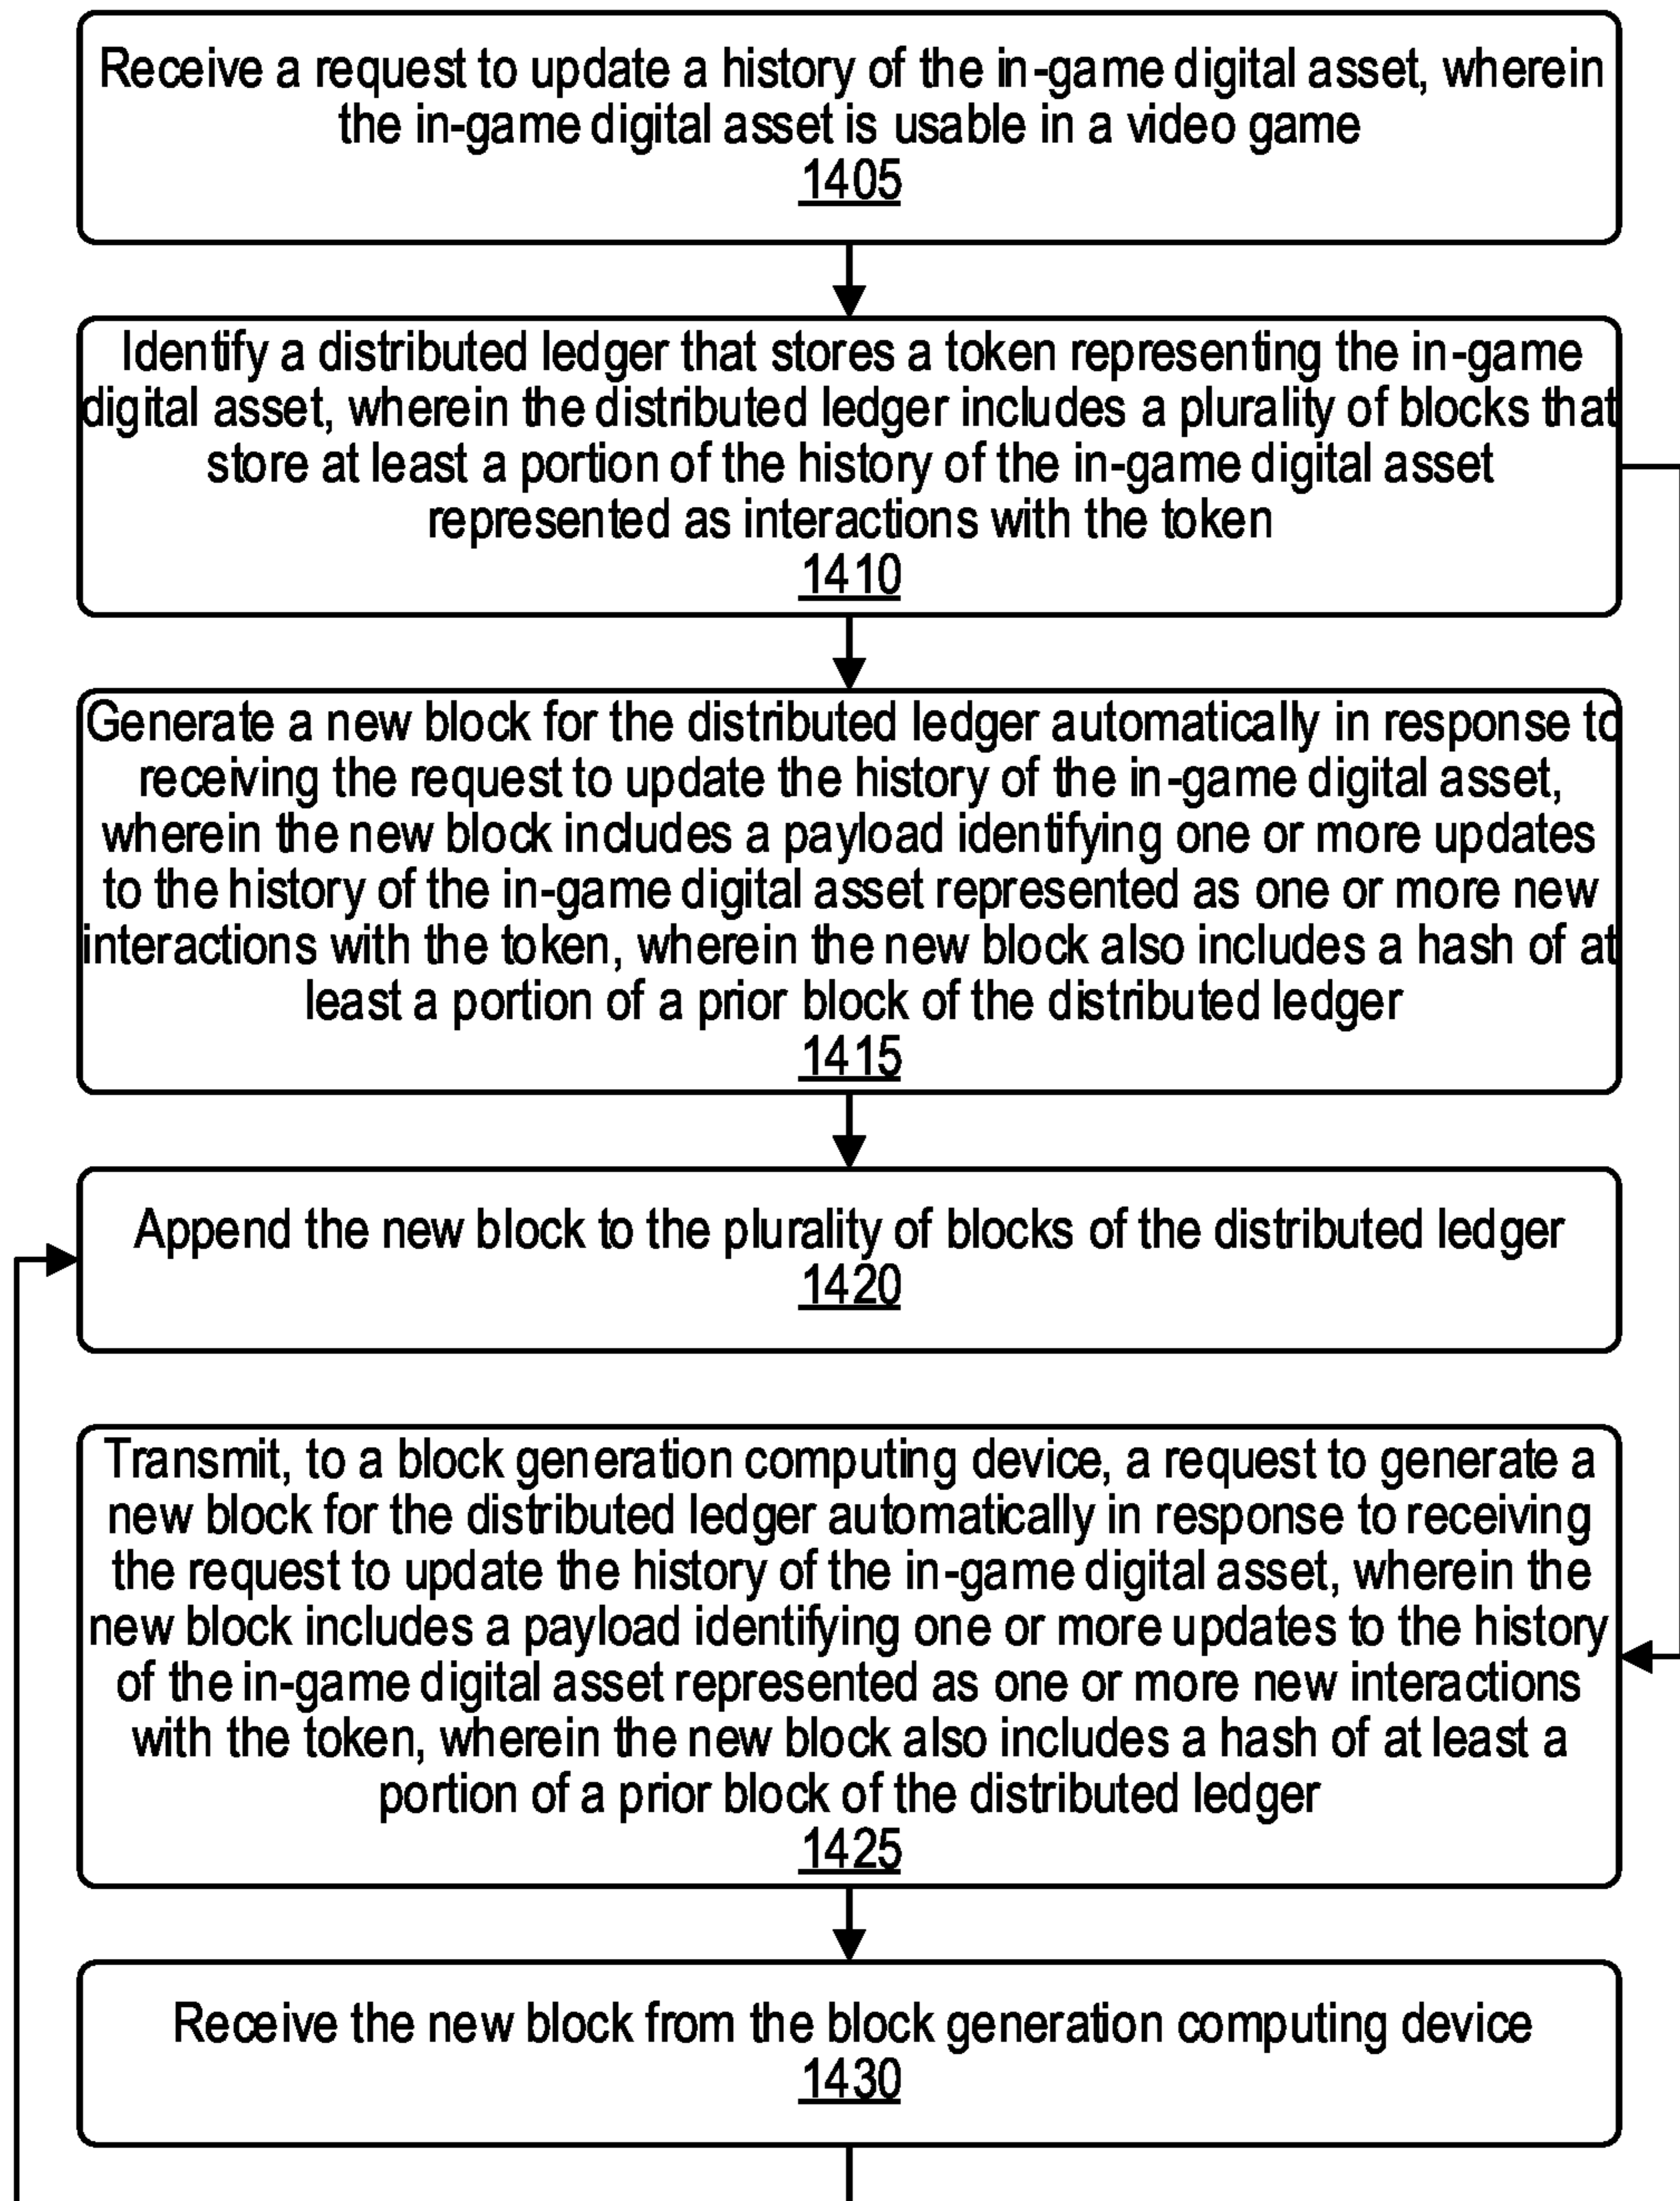 Receive a request to update a history of the in-game digital asset, wherein
the in-game digital asset is usable in a video game
1405
Identify a distributed ledger that stores a token representing the in-game
digital asset, wherein the distributed ledger includes a plurality of blocks that
store at least a portion of the history of the in-game digital asset
represented as interactions with the token
1410
Generate a new block for the distributed ledger automatically in response to
receiving the request to update the history of the in-game digital asset,
wherein the new block includes a payload identifying one or more updates
to the history of the in-game digital asset represented as one or more new
interactions with the token, wherein the new block also includes a hash of at
least a portion of a prior block of the distributed ledger
1415
Append the new block to the plurality of blocks of the distributed ledger
1420
Transmit, to a block generation computing device, a request to generate a
new block for the distributed ledger automatically in response to receiving
the request to update the history of the in-game digital asset, wherein the
new block includes a payload identifying one or more updates to the history
of the in-game digital asset represented as one or more new interactions
with the token, wherein the new block also includes a hash of at least a
portion of a prior block of the distributed ledger
1425
Receive the new block from the block generation computing device
1430